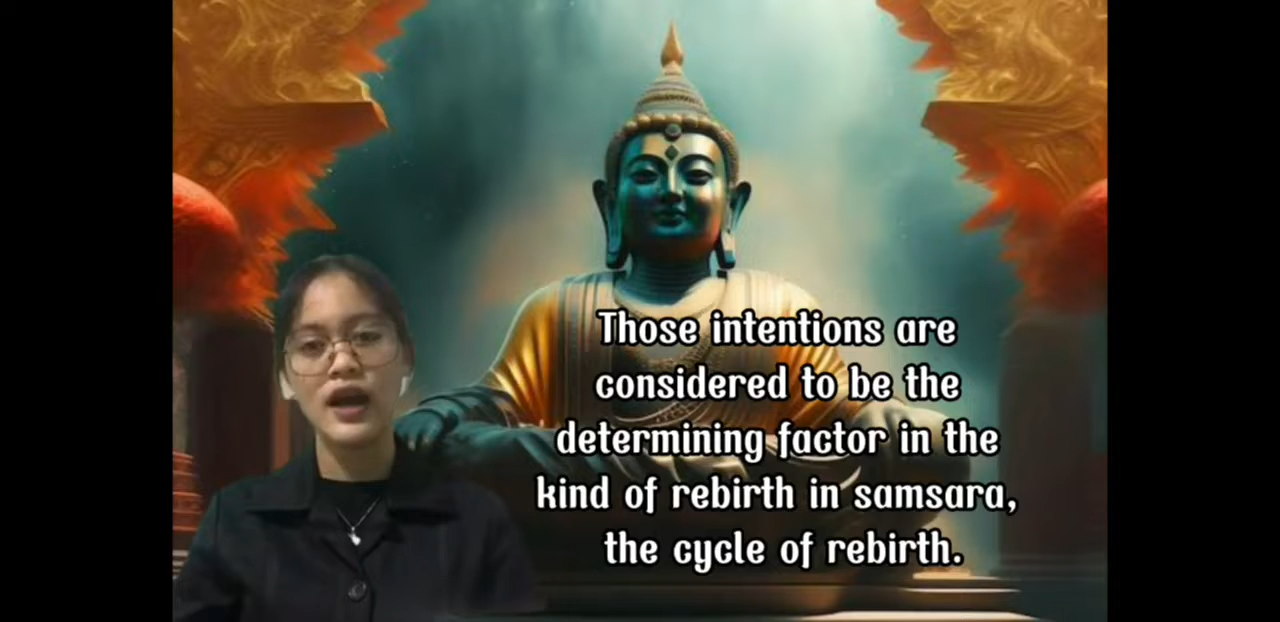 Those intentions are
considered to be the
determining factor in the
kind of rebirth in samsara,
the cycle of rebirth.